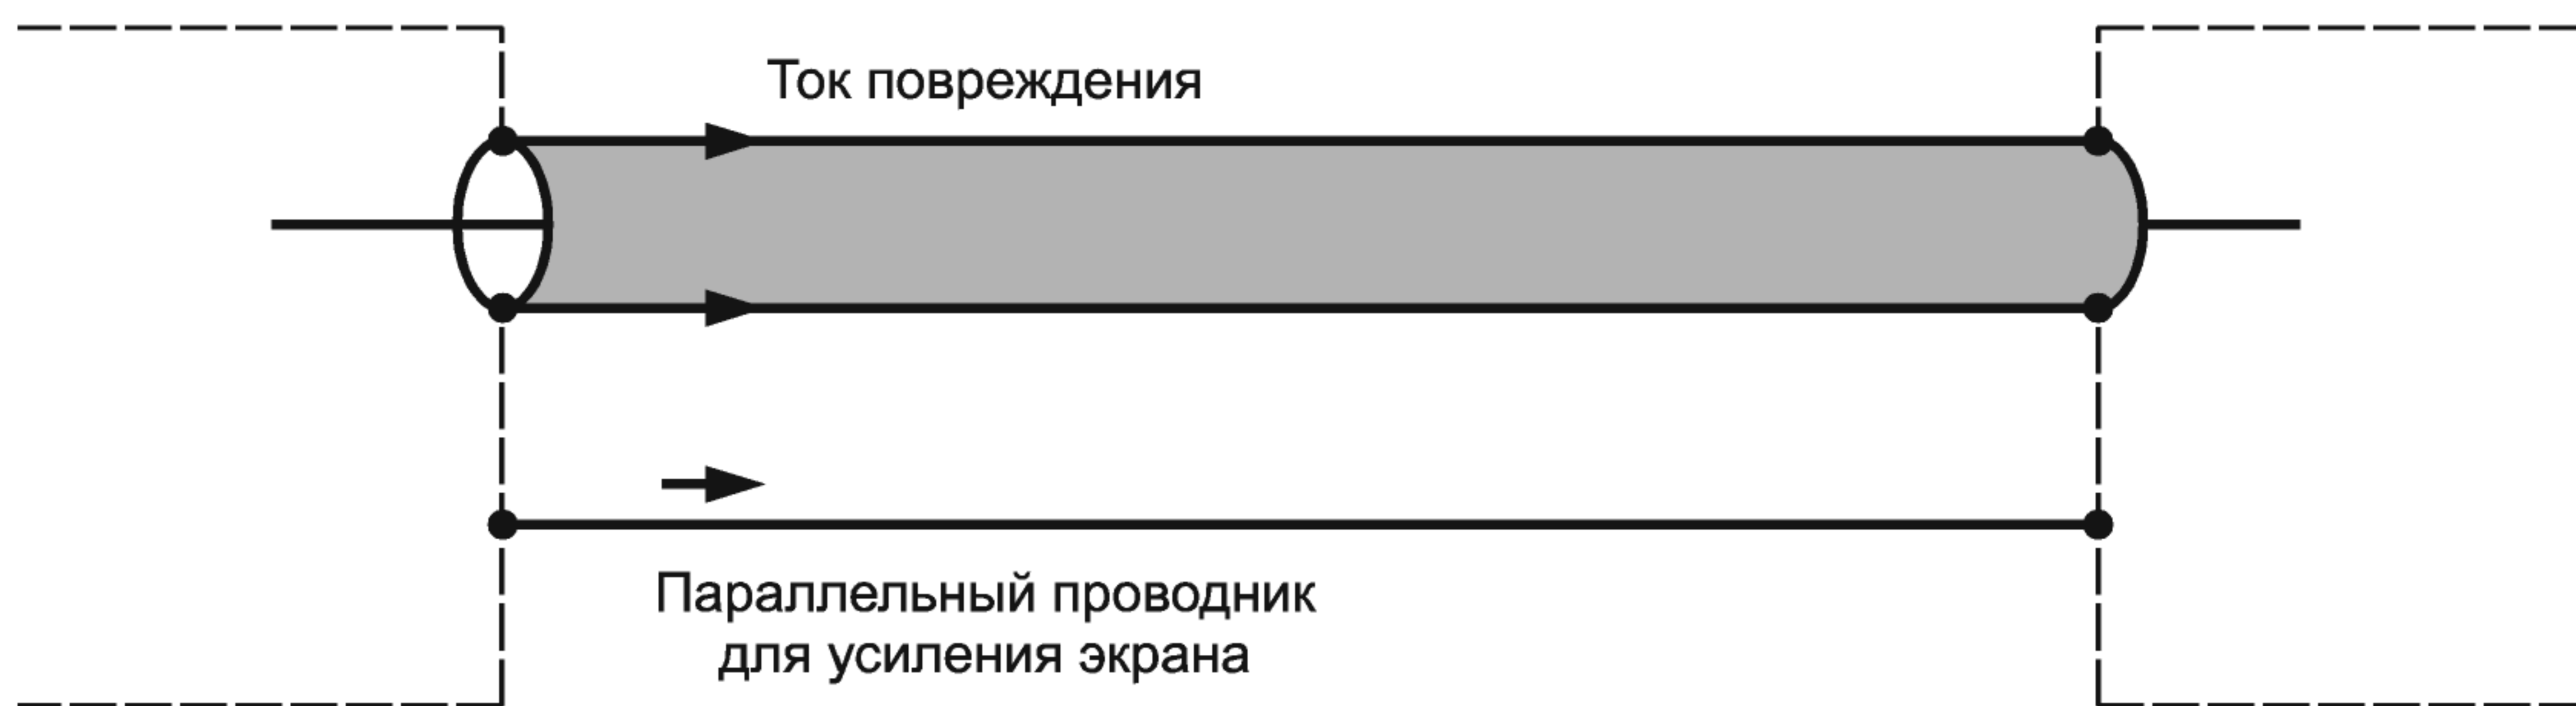 Ток повреждения
Параллельный проводник
для усиления экрана